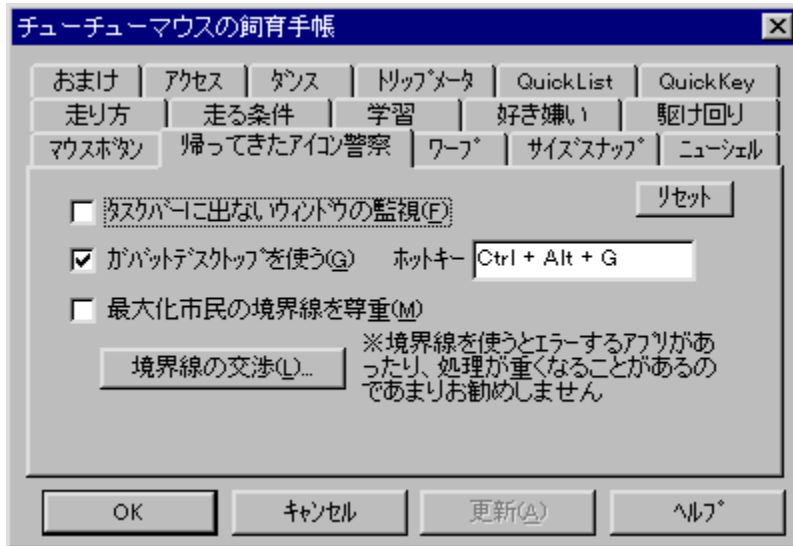 チューチューマウスの飼育手帳
おまけ ｱｸｾｽ ﾀﾞﾝｽ ﾄﾘｯﾌﾟﾒｰﾀ QuickList QuickKey
走り方 走る条件 学習 好き嫌い 駆け回り
ﾏｳｽﾎﾞﾀﾝ 帰ってきたｱｲｺﾝ警察 ﾜｰﾌﾟ ｻｲｽﾞｽﾅｯﾌﾟ ﾆｭｰｼｪﾙ
リセット
ﾀｽｸﾊﾞｰに出ないｳｨﾝﾄﾞｳの監視(F)
ｶﾞﾊﾞｯﾄﾃﾞｽｸﾄｯﾌﾟを使う(G) ﾎｯﾄｷｰ Ctrl + Alt + G
最大化市民の境界線を尊重(M)
境界線の交渉(L)...
※境界線を使うとｴﾗｰするｱﾌﾟﾘがあ
ったり、処理が重くなることがあるの
であまりお勧めしません
OK ｷｬﾝｾﾙ 更新(A) ﾍﾙﾌﾟ